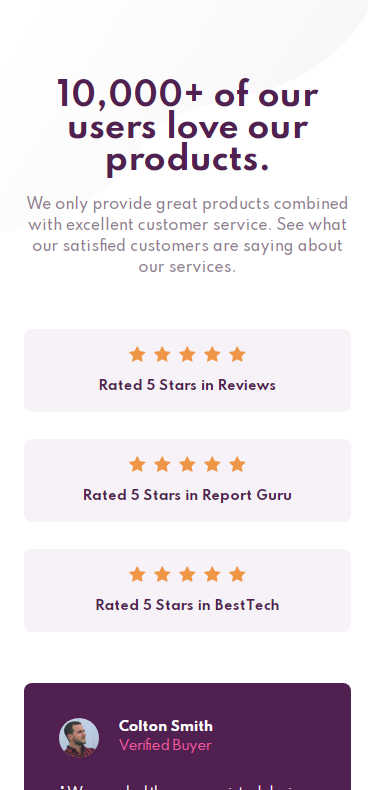 10,000+ of our
users love our
products.
We only provide great products combined
with excellent customer service. See what
our satisfied customers are saying about
our services.
Rated 5 Stars in Reviews
Rated 5 Stars in Report Guru
Rated 5 Stars in BestTech
Colton Smith
Verified Buyer